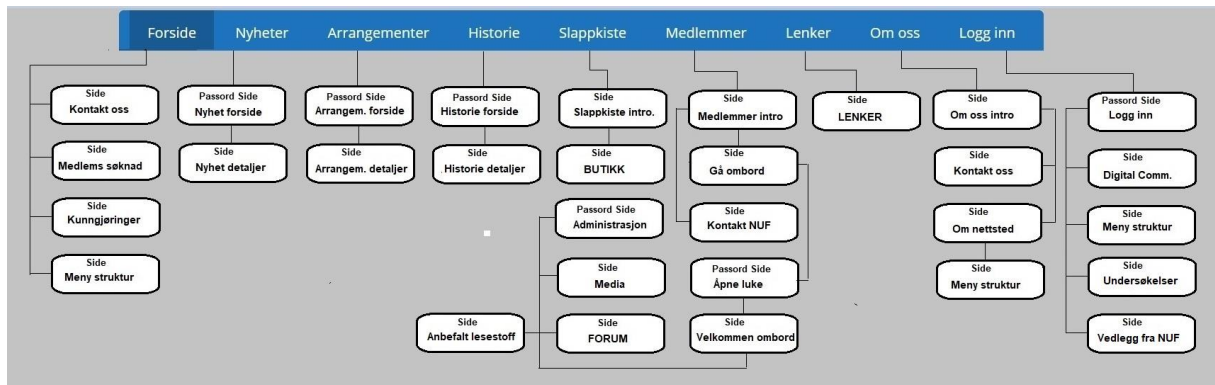 Forside Nyheter Arrangementer Historie Slappkiste Medlemmer Lenker Om oss Logg inn
Side
Kontakt oss
Side
Medlems søknad
Side
Kunngjøringer
Side
Meny struktur
Passord Side
Nyhet forside
Side
Nyhet detaljer
Passord Side
Arrangem. forside
Side
Arrangem. detaljer
Passord Side
Historie forside
Side
Historie detaljer
Side
Slappkiste intro.
Side
BUTIKK
Passord Side
Administrasjon
Side
Media
Side
Anbefalt lesestoff
Side
FORUM
Side
Medlemmer intro
Side
Gå ombord
Side
Kontakt NUF
Passord Side
Åpne luke
Side
Velkommen ombord
Side
LENKER
Side
Om oss intro
Side
Kontakt oss
Side
Om nettsted
Side
Meny struktur
Passord Side
Logg inn
Side
Digital Comm.
Side
Meny struktur
Side
Undersøkelser
Side
Vedlegg fra NUF